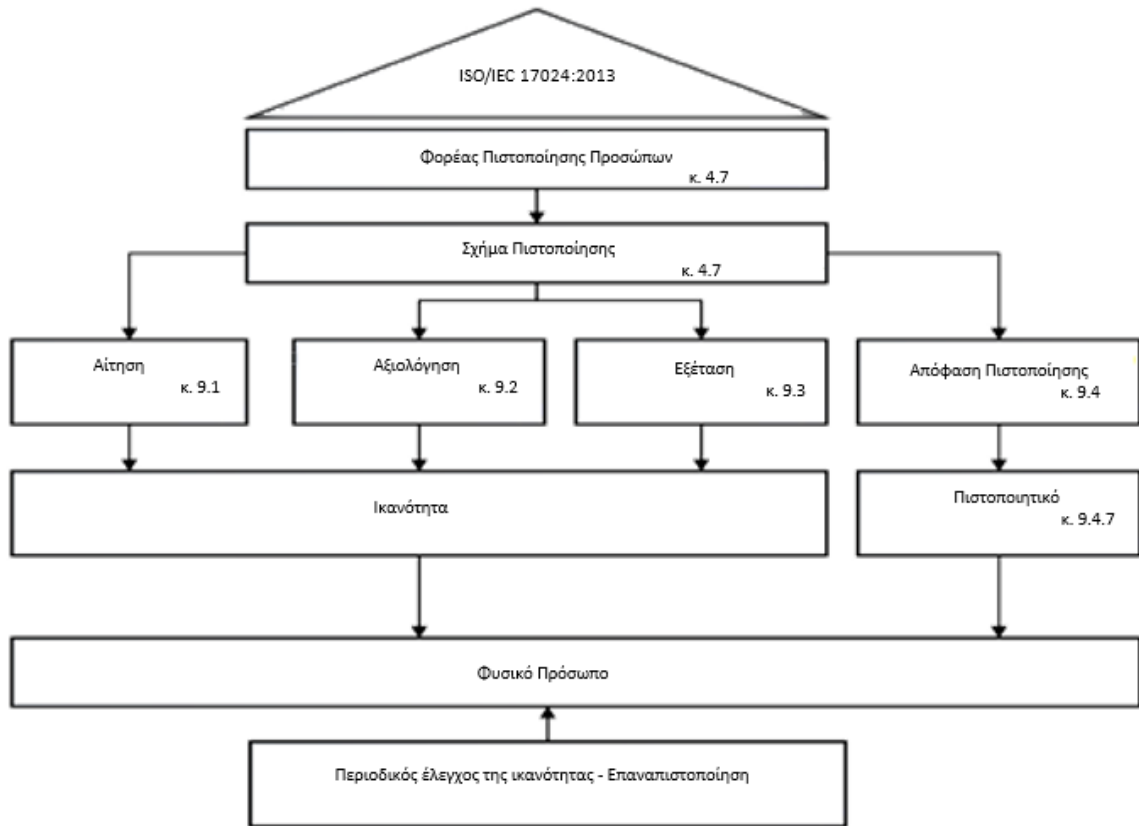 ISO/IEC 17024:2013
Φορέας Πιστοποίησης Προσώπων
κ. 4.7
Σχήμα Πιστοποίησης
κ. 4.7
Αίτηση
κ. 9.1
Αξιολόγηση
κ. 9.2
Εξέταση
κ. 9.3
Απόφαση Πιστοποίησης
κ. 9.4
Ικανότητα
Πιστοποιητικό
κ. 9.4.7
Φυσικό Πρόσωπο
Περιοδικός έλεγχος της ικανότητας - Επαναπιστοποίηση